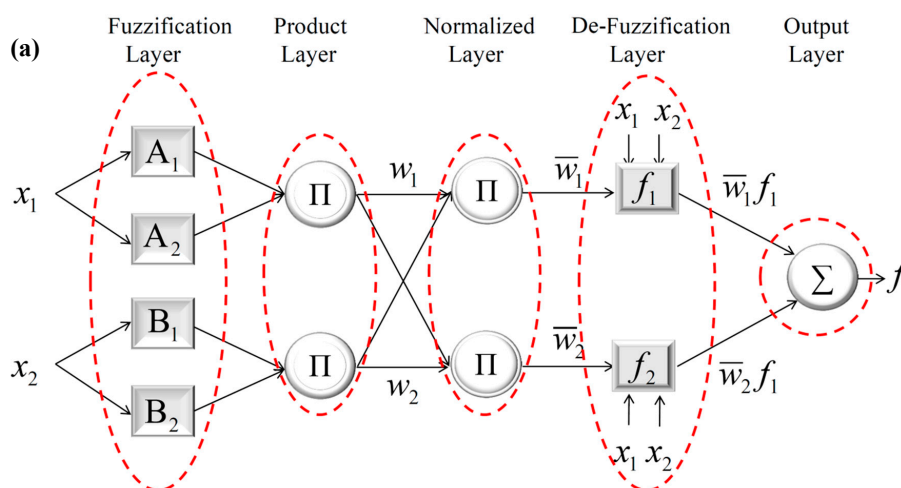 (a)
Fuzzification Layer
Product Layer
Normalized Layer
De-Fuzzification Layer
Output Layer
x₁
x₂
A₁
A₂
B₁
B₂
Π
Π
w₁
w₂
Π
Π
w̅₁
w̅₂
x₁ x₂
f₁
f₂
x₁ x₂
w̅₁f₁
w̅₂f₁
Σ
f